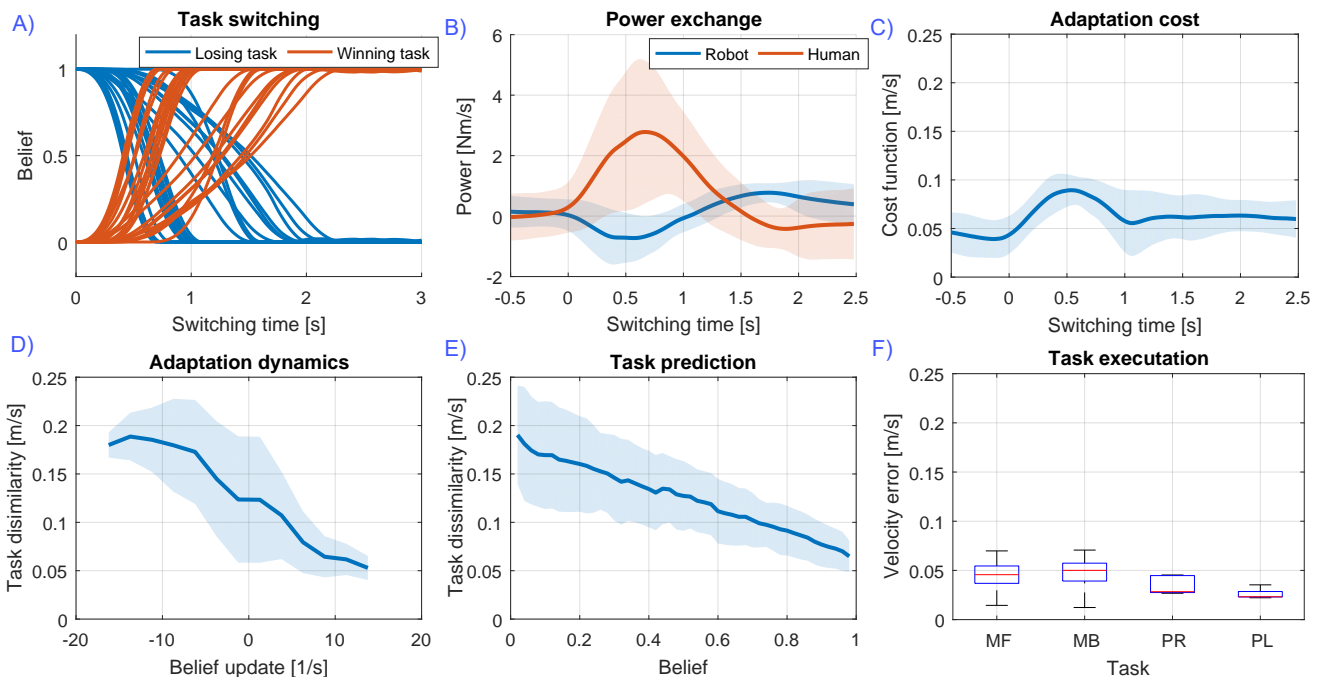 A)
Task switching
Losing task
Winning task
Belief
1
0.5
0
0
1
2
3
Switching time [s]
B)
Power exchange
Robot
Human
Power [Nm/s]
6
4
2
0
-2
-0.5
0
0.5
1
1.5
2
2.5
Switching time [s]
C)
Adaptation cost
Cost function [m/s]
0.25
0.2
0.15
0.1
0.05
0
-0.5
0
0.5
1
1.5
2
2.5
Switching time [s]
D)
Adaptation dynamics
Task disimilarity [m/s]
0.25
0.2
0.15
0.1
0.05
0
-20
-10
0
10
20
Belief update [1/s]
E)
Task prediction
Task dissimilarity [m/s]
0.25
0.2
0.15
0.1
0.05
0
0
0.2
0.4
0.6
0.8
1
Belief
F)
Task executation
Velocity error [m/s]
0.25
0.2
0.15
0.1
0.05
0
MF
MB
PR
PL
Task